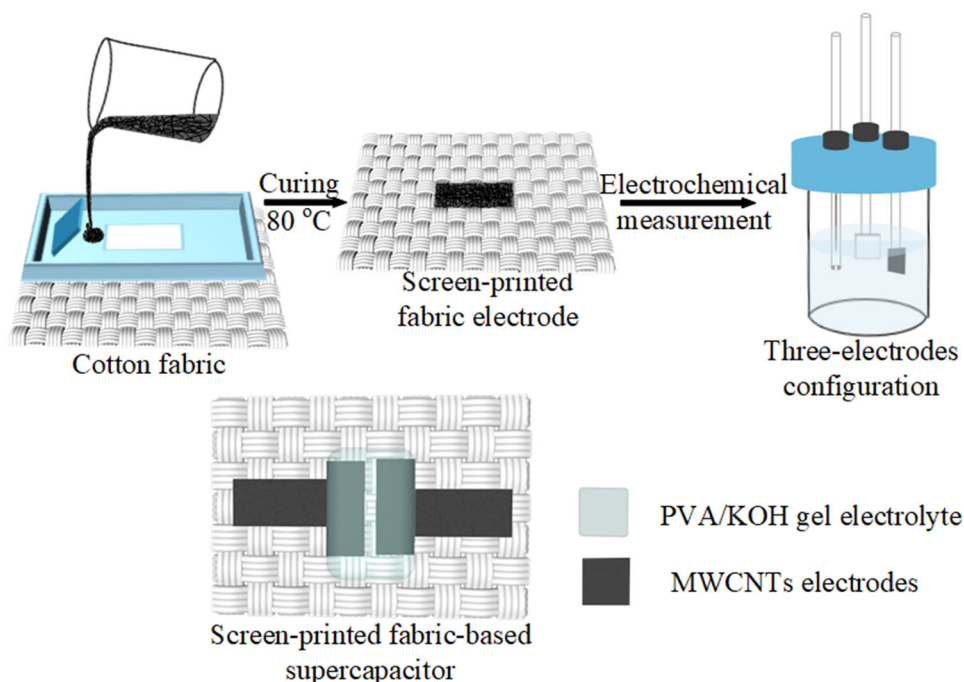 Curing
80 °C
Electrochemical
measurement
Screen-printed
fabric electrode
Cotton fabric
Three-electrodes
configuration
PVA/KOH gel electrolyte
MWCNTs electrodes
Screen-printed fabric-based
supercapacitor